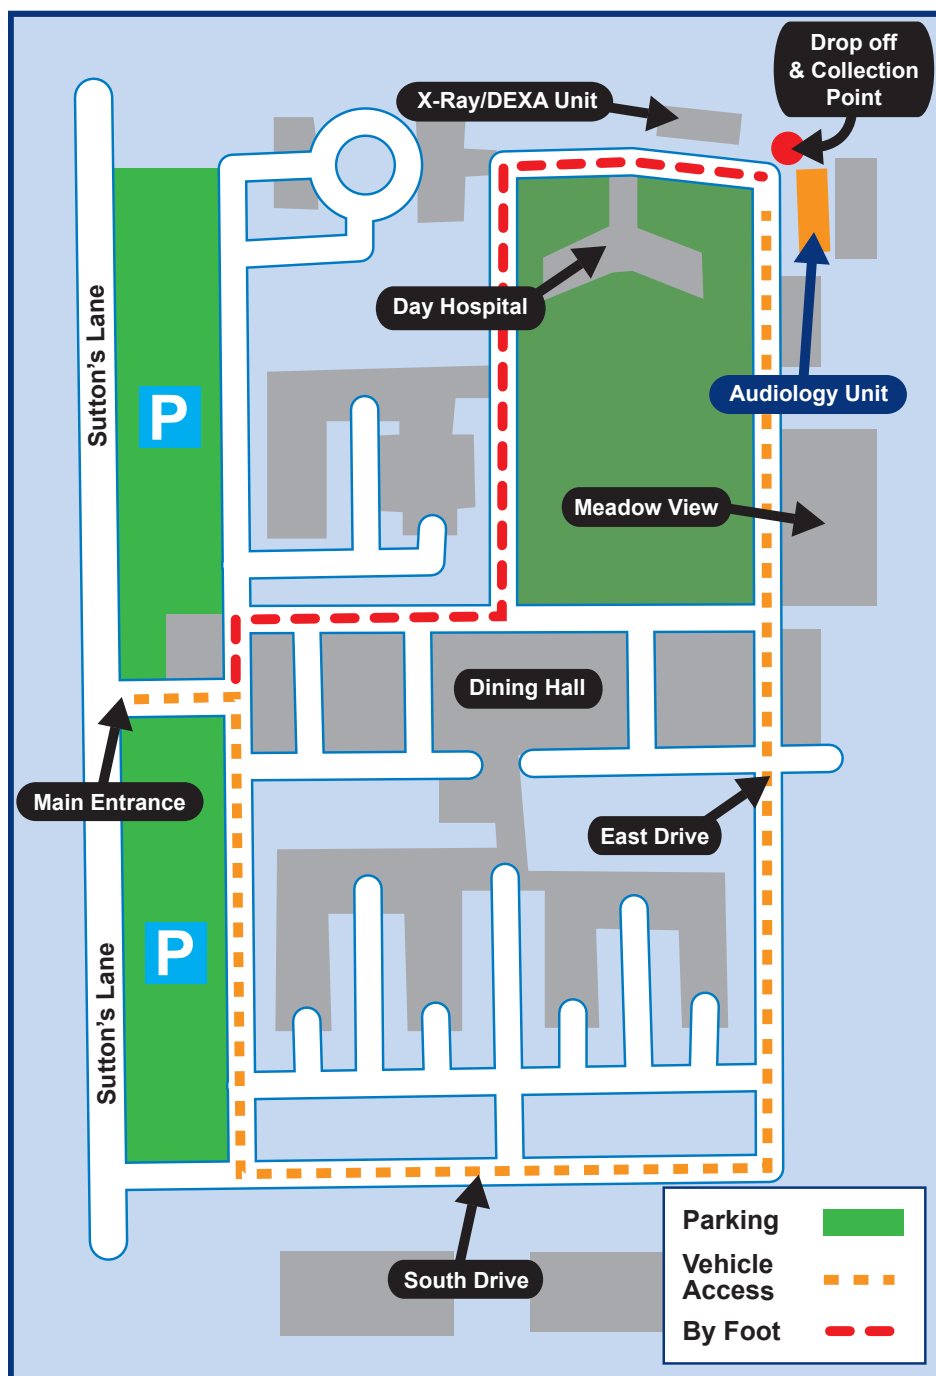 Drop off
& Collection
Point
X-Ray/DEXA Unit
Sutton's Lane
Day Hospital
Audiology Unit
P
Meadow View
Dining Hall
Main Entrance
East Drive
P
Sutton's Lane
South Drive
Parking
Vehicle
Access
By Foot